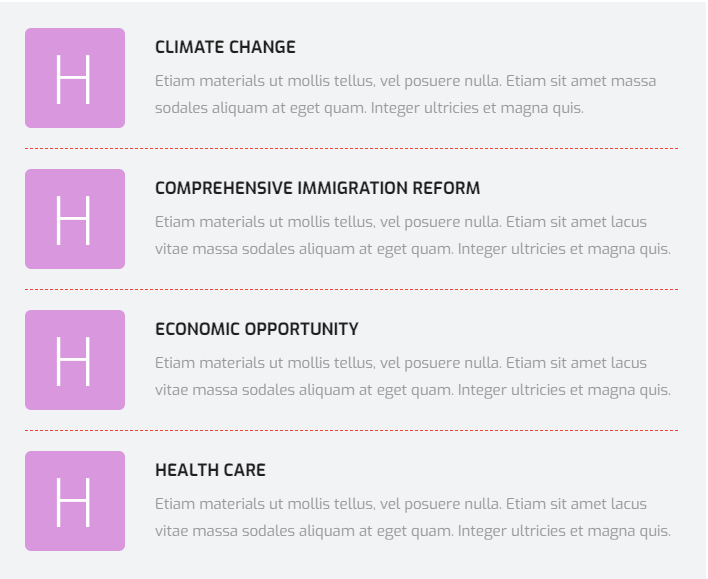 H
CLIMATE CHANGE
Etiam materials ut mollis tellus, vel posuere nulla. Etiam sit amet massa
sodales aliquam at eget quam. Integer ultricies et magna quis.
H
COMPREHENSIVE IMMIGRATION REFORM
Etiam materials ut mollis tellus, vel posuere nulla. Etiam sit amet lacus
vitae massa sodales aliquam at eget quam. Integer ultricies et magna quis.
H
ECONOMIC OPPORTUNITY
Etiam materials ut mollis tellus, vel posuere nulla. Etiam sit amet lacus
vitae massa sodales aliquam at eget quam. Integer ultricies et magna quis.
H
HEALTH CARE
Etiam materials ut mollis tellus, vel posuere nulla. Etiam sit amet lacus
vitae massa sodales aliquam at eget quam. Integer ultricies et magna quis.